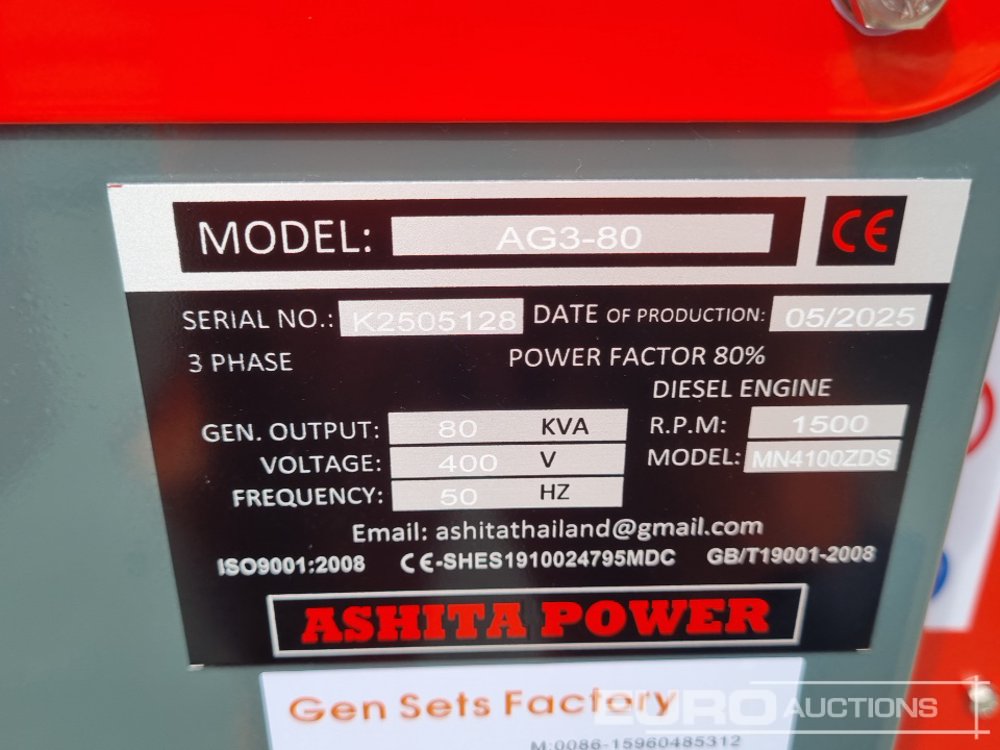 MODEL: AG3-80 CE
SERIAL NO.: K2505128 DATE OF PRODUCTION: 05/2025
3 PHASE POWER FACTOR 80%
DIESEL ENGINE
GEN. OUTPUT: 80 KVA R.P.M: 1500
VOLTAGE: 400 V MODEL: MN4100ZDS
FREQUENCY: 50 HZ
Email: ashitathailand@gmail.com
ISO9001:2008 CE-SHES1910024795MDC GB/T19001-2008
ASHITA POWER
Gen Sets Factory
EURO AUCTIONS
M:0086-15960485312